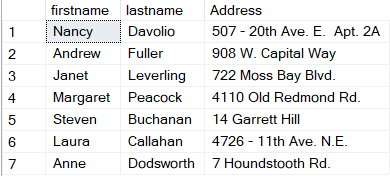 firstname lastname Address
1 Nancy Davolio 507 - 20th Ave. E.  Apt. 2A
2 Andrew Fuller 908 W. Capital Way
3 Janet Leverling 722 Moss Bay Blvd.
4 Margaret Peacock 4110 Old Redmond Rd.
5 Steven Buchanan 14 Garrett Hill
6 Laura Callahan 4726 - 11th Ave. N.E.
7 Anne Dodsworth 7 Houndstooth Rd.